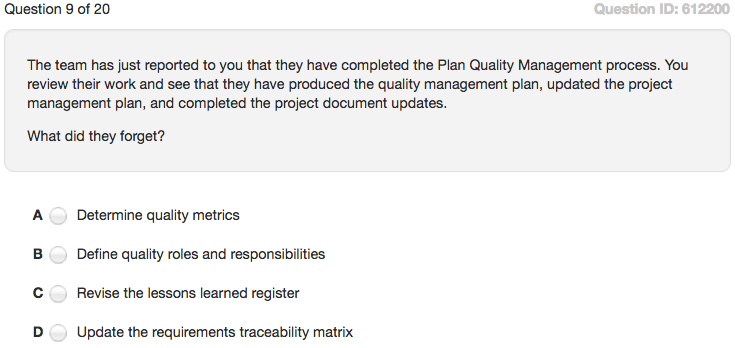 Question 9 of 20
Question ID: 612200
The team has just reported to you that they have completed the Plan Quality Management process. You
review their work and see that they have produced the quality management plan, updated the project
management plan, and completed the project document updates.
What did they forget?
A Determine quality metrics
B Define quality roles and responsibilities
C Revise the lessons learned register
D Update the requirements traceability matrix